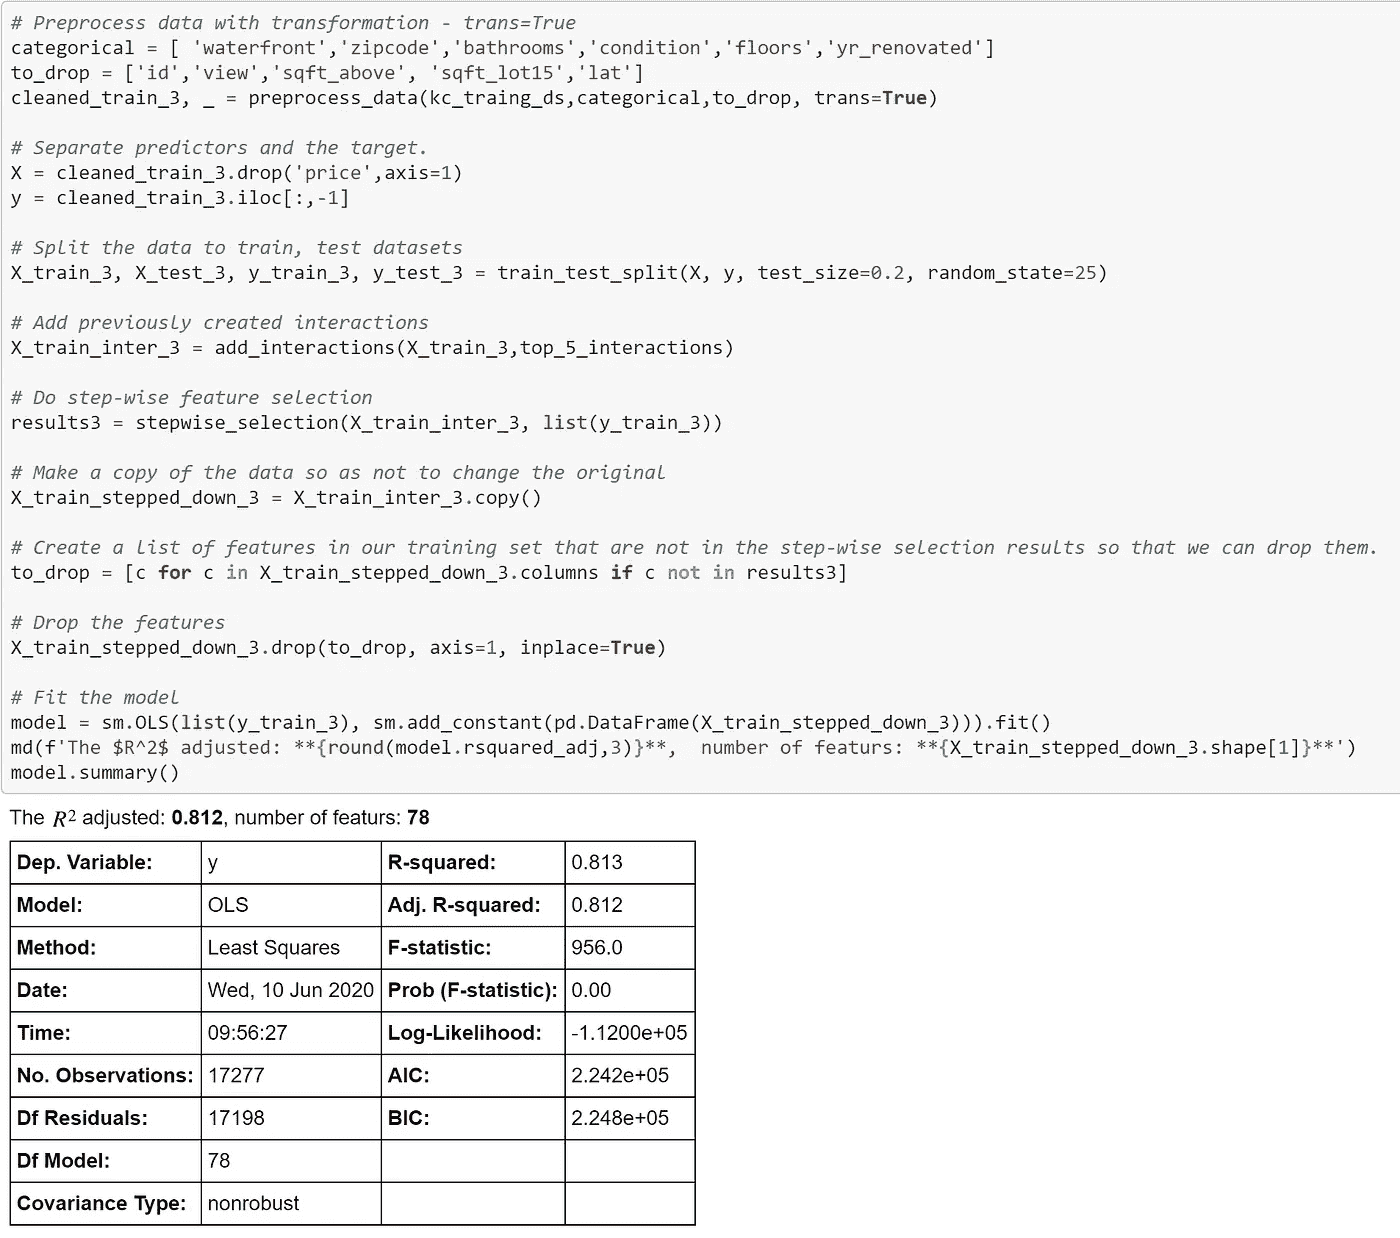 # Preprocess data with transformation - trans=True
categorical = [ 'waterfront','zipcode','bathrooms','condition','floors','yr_renovated']
to_drop = ['id','view','sqft_above', 'sqft_lot15','lat']
cleaned_train_3, _ = preprocess_data(kc_traing_ds,categorical,to_drop, trans=True)
# Separate predictors and the target.
X = cleaned_train_3.drop('price',axis=1)
y = cleaned_train_3.iloc[:,-1]
# Split the data to train, test datasets
X_train_3, X_test_3, y_train_3, y_test_3 = train_test_split(X, y, test_size=0.2, random_state=25)
# Add previously created interactions
X_train_inter_3 = add_interactions(X_train_3,top_5_interactions)
# Do step-wise feature selection
results3 = stepwise_selection(X_train_inter_3, list(y_train_3))
# Make a copy of the data so as not to change the original
X_train_stepped_down_3 = X_train_inter_3.copy()
# Create a list of features in our training set that are not in the step-wise selection results so that we can drop them.
to_drop = [c for c in X_train_stepped_down_3.columns if c not in results3]
# Drop the features
X_train_stepped_down_3.drop(to_drop, axis=1, inplace=True)
# Fit the model
model = sm.OLS(list(y_train_3), sm.add_constant(pd.DataFrame(X_train_stepped_down_3))).fit()
md(f'The $R^2$ adjusted: **{round(model.rsquared_adj,3)}**,  number of featurs: **{X_train_stepped_down_3.shape[1]}**')
model.summary()
The R² adjusted: 0.812, number of featurs: 78
Dep. Variable: y R-squared: 0.813
Model: OLS Adj. R-squared: 0.812
Method: Least Squares F-statistic: 956.0
Date: Wed, 10 Jun 2020 Prob (F-statistic): 0.00
Time: 09:56:27 Log-Likelihood: -1.1200e+05
No. Observations: 17277 AIC: 2.242e+05
Df Residuals: 17198 BIC: 2.248e+05
Df Model: 78
Covariance Type: nonrobust